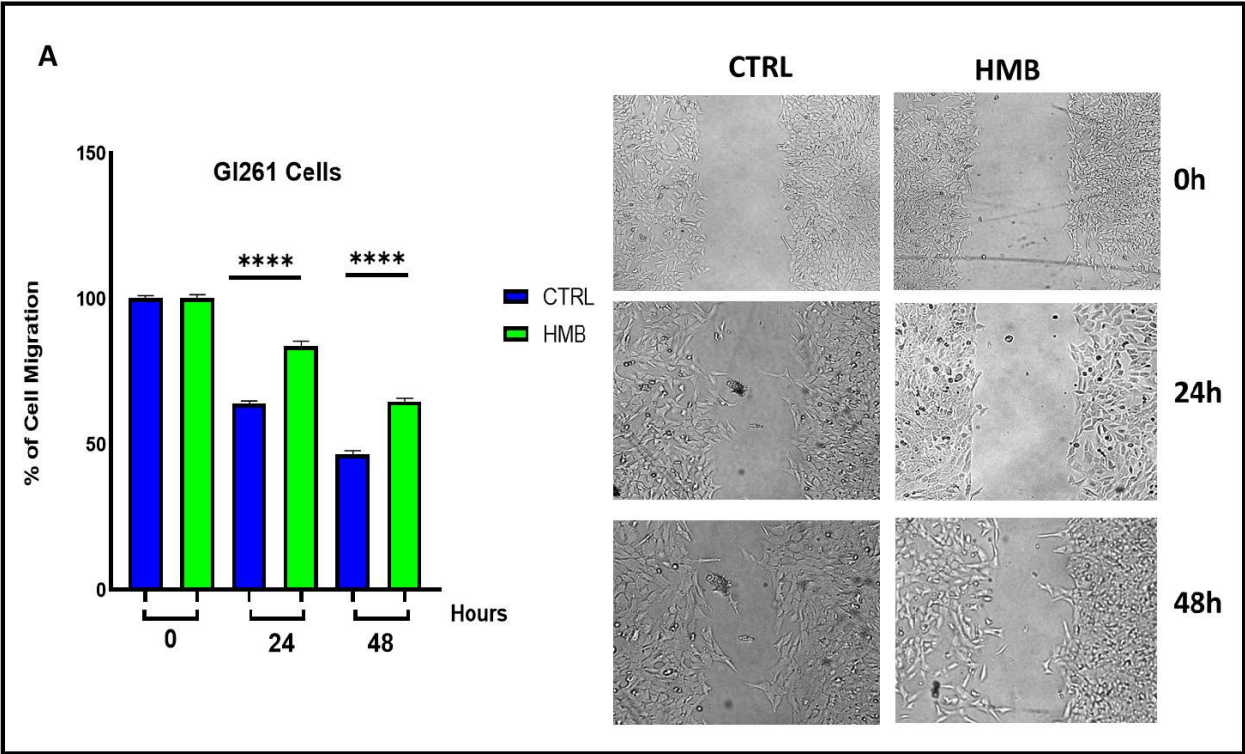 A
CTRL
HMB
150
100
50
0
% of Cell Migration
GI261 Cells
****
****
CTRL
HMB
0
24
48
Hours
0h
24h
48h